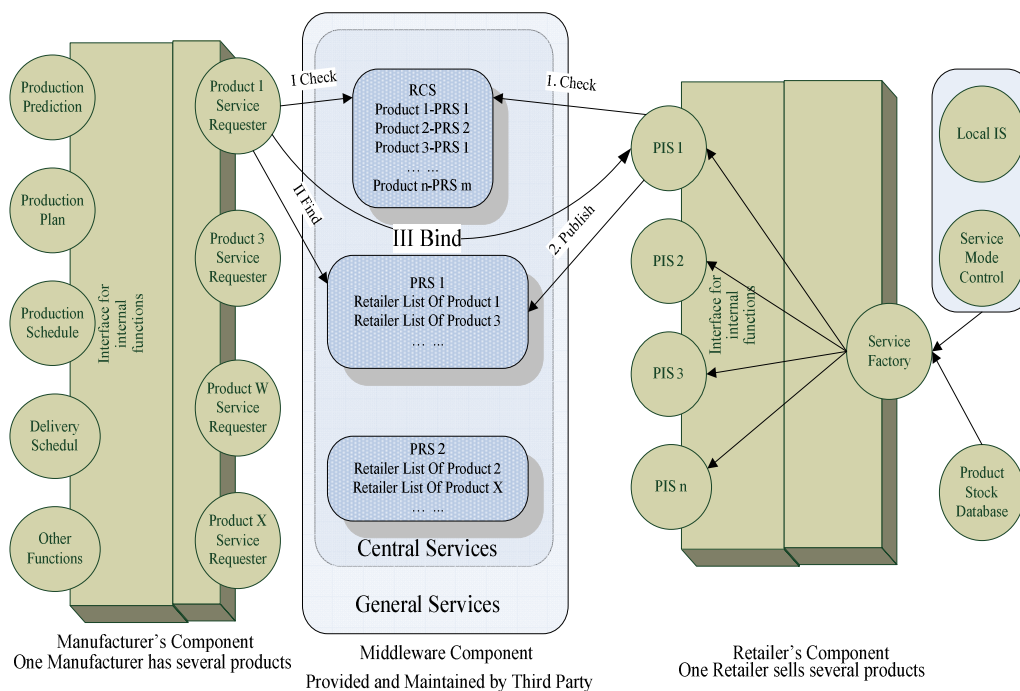 Production
Prediction
Production
Plan
Production
Schedule
Delivery
Schedul
Other
Functions
Interface for
internal
functions
Product 1
Service
Requester
Product 3
Service
Requester
Product W
Service
Requester
Product X
Service
Requester
Manufacturer's Component
One Manufacturer has several products
I Check
II Find
III Bind
1. Check
2. Publish
RCS
Product 1-PRS 1
Product 2-PRS 2
Product 3-PRS 1
… ...
Product n-PRS m
PRS 1
Retailer List Of Product 1
Retailer List Of Product 3
… ...
PRS 2
Retailer List Of Product 2
Retailer List Of Product X
… ...
Central Services
General Services
Middleware Component
Provided and Maintained by Third Party
PIS 1
PIS 2
PIS 3
PIS n
Interface for
internal
functions
Service
Factory
Local IS
Service
Mode
Control
Product
Stock
Database
Retailer's Component
One Retailer sells several products